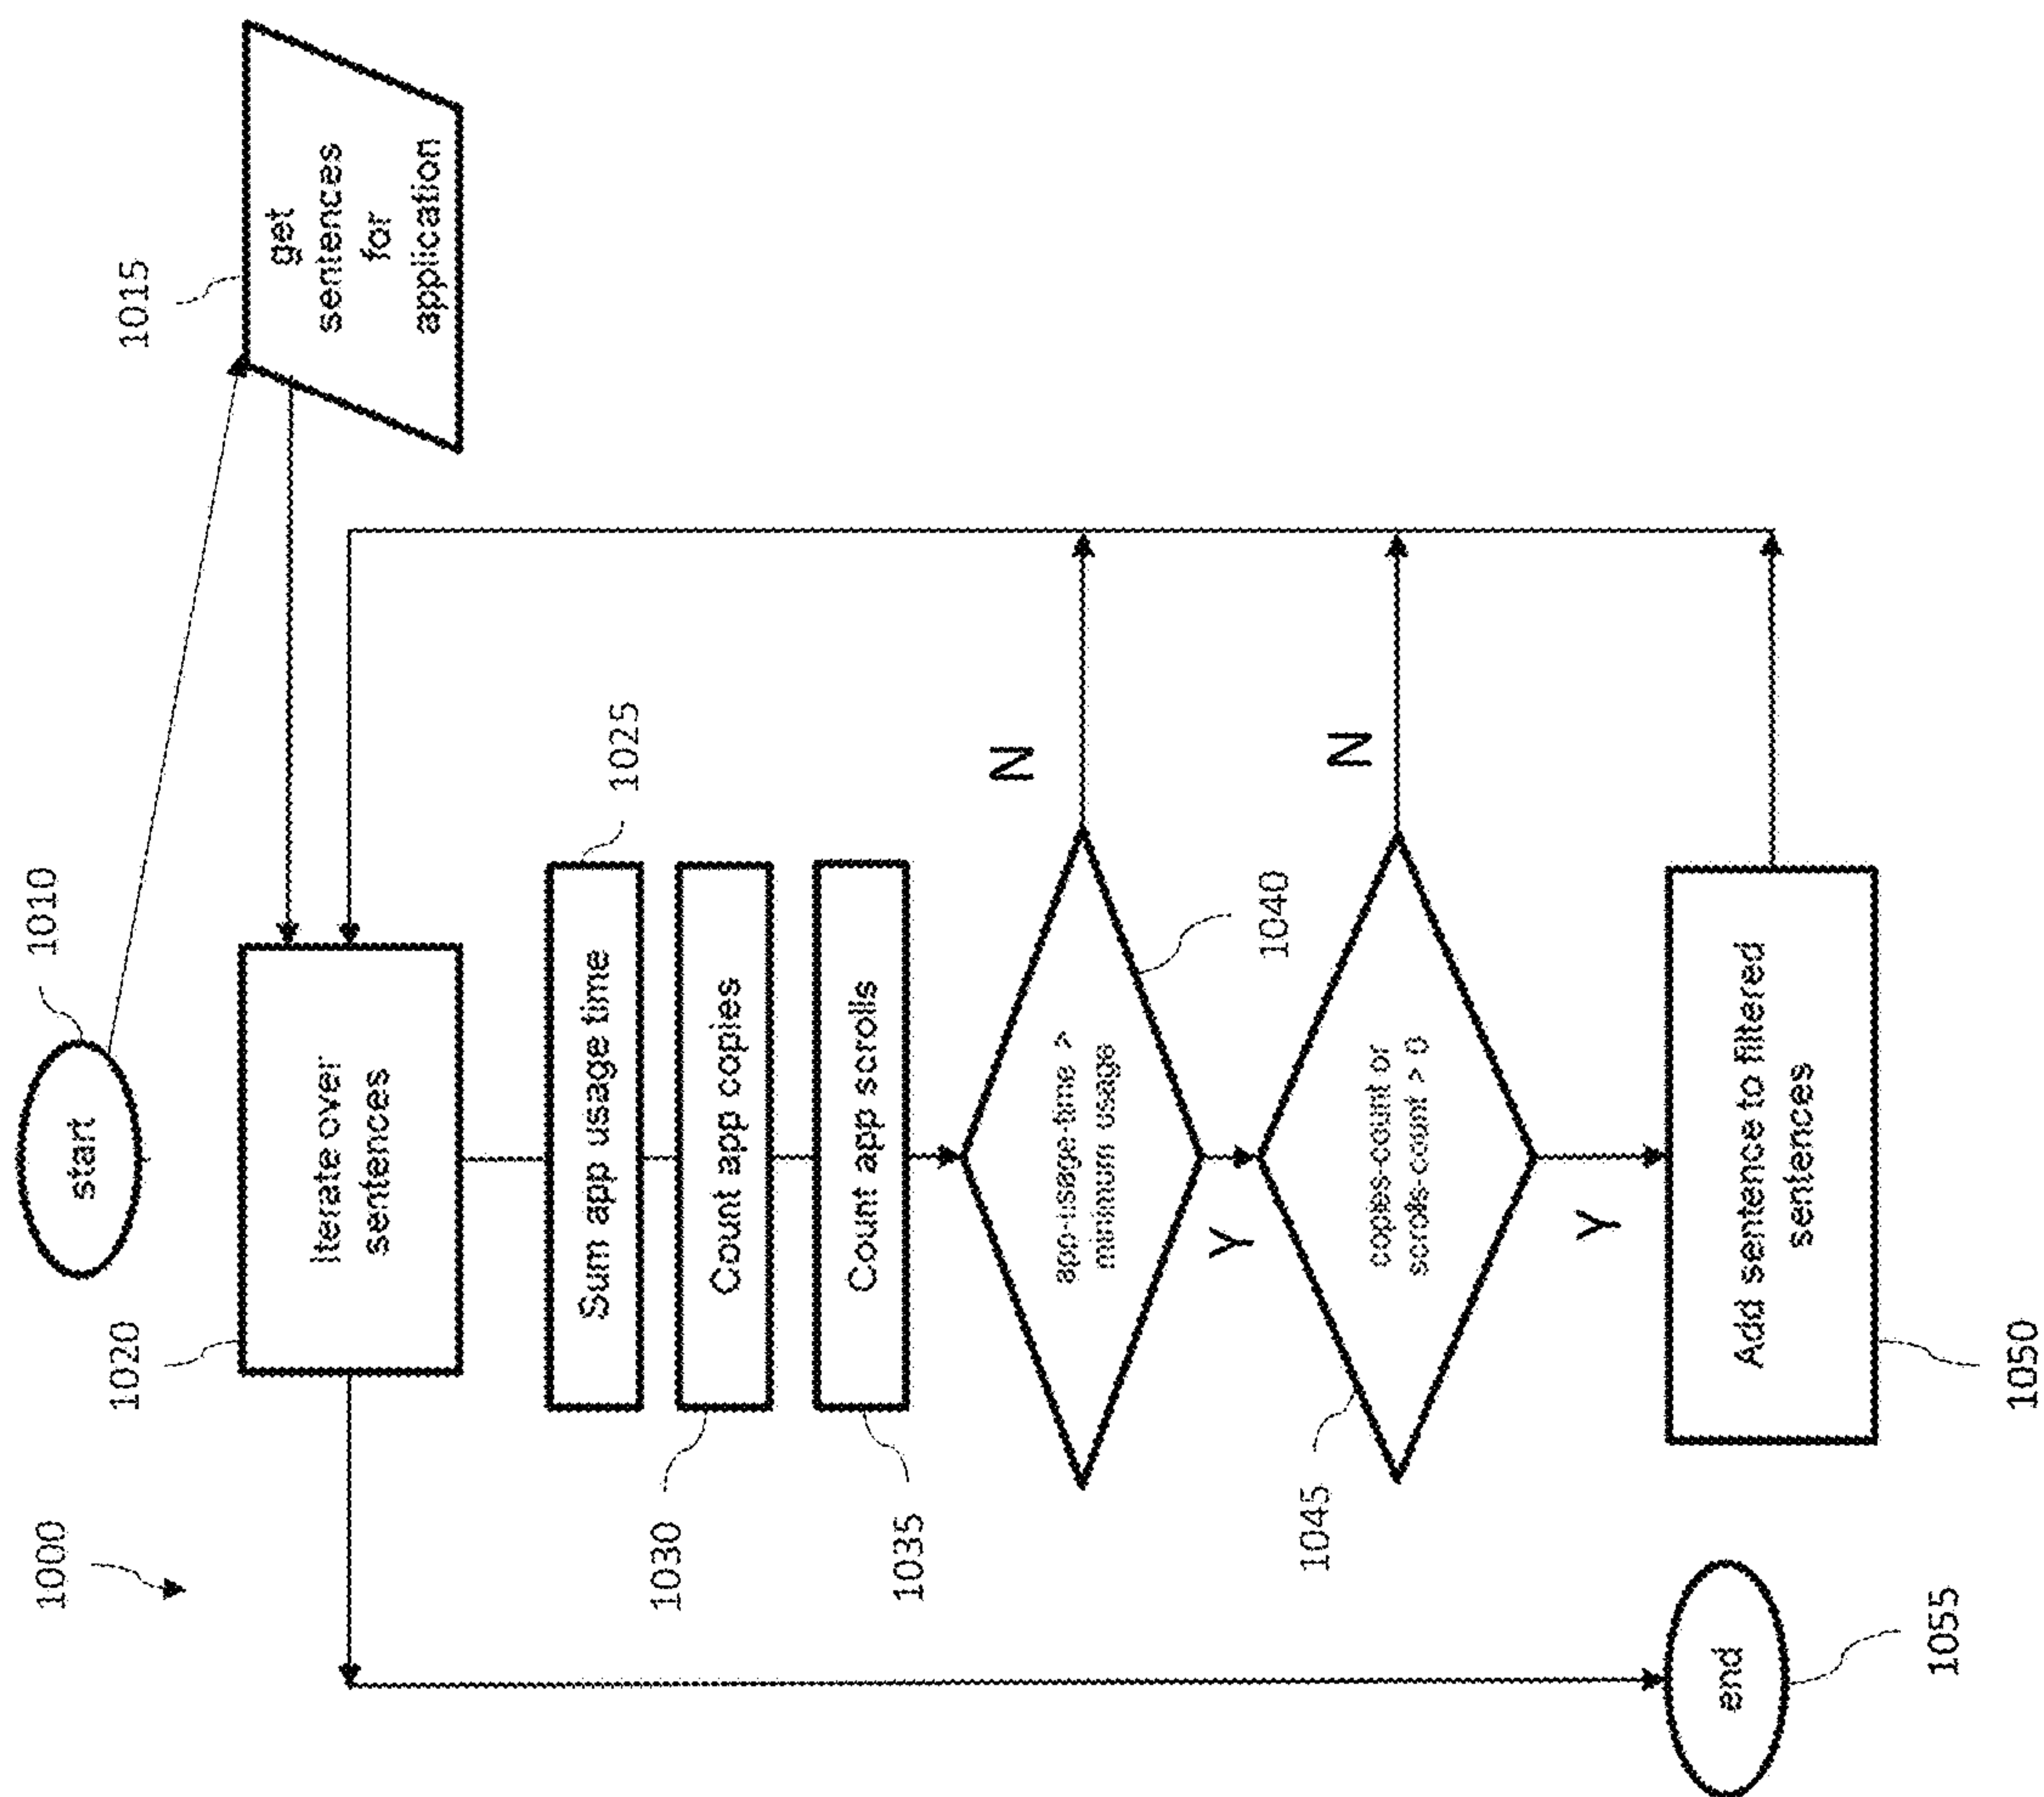 1000
1010
start
1015
get
sentences
for
application
1020
Iterate over
sentences
1025
Sum app usage time
1030
Count app copies
1035
Count app scrolls
1040
app-usage-time >
minimum usage
N
Y
1045
copies-count or
scrolls-count > 0
N
Y
1050
Add sentence to filtered
sentences
1055
end